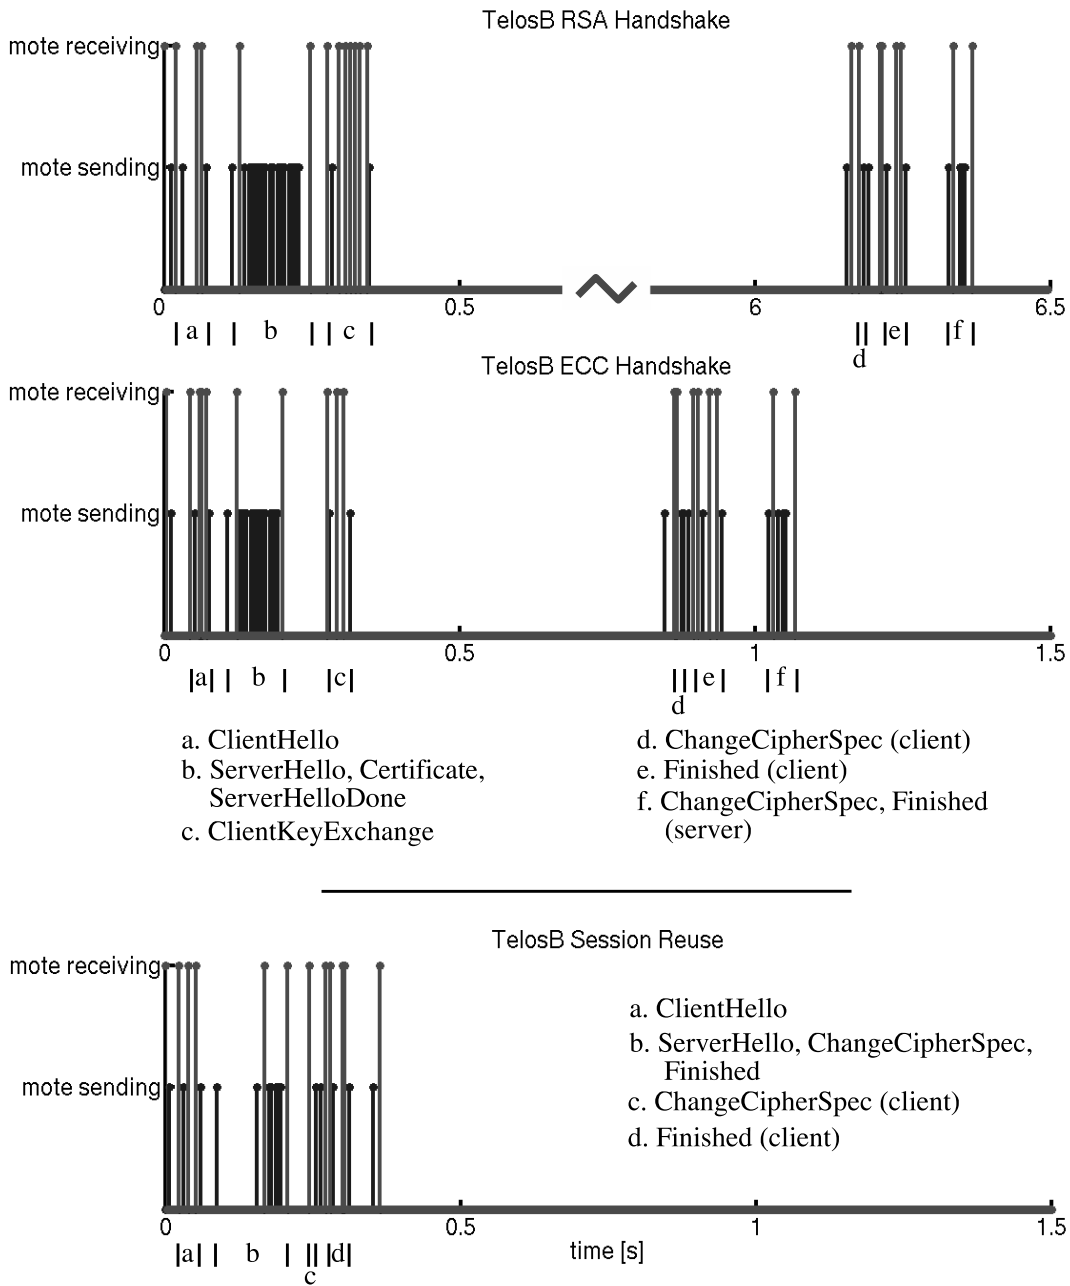 TelosB RSA Handshake
mote receiving
mote sending
0 0.5 6 6.5
a b c d e f
TelosB ECC Handshake
mote receiving
mote sending
0 0.5 1 1.5
a b c d e f
a. ClientHello
b. ServerHello, Certificate,
ServerHelloDone
c. ClientKeyExchange
d. ChangeCipherSpec (client)
e. Finished (client)
f. ChangeCipherSpec, Finished
(server)
TelosB Session Reuse
mote receiving
mote sending
a. ClientHello
b. ServerHello, ChangeCipherSpec,
Finished
c. ChangeCipherSpec (client)
d. Finished (client)
0 0.5 1 1.5
a b c d
time [s]